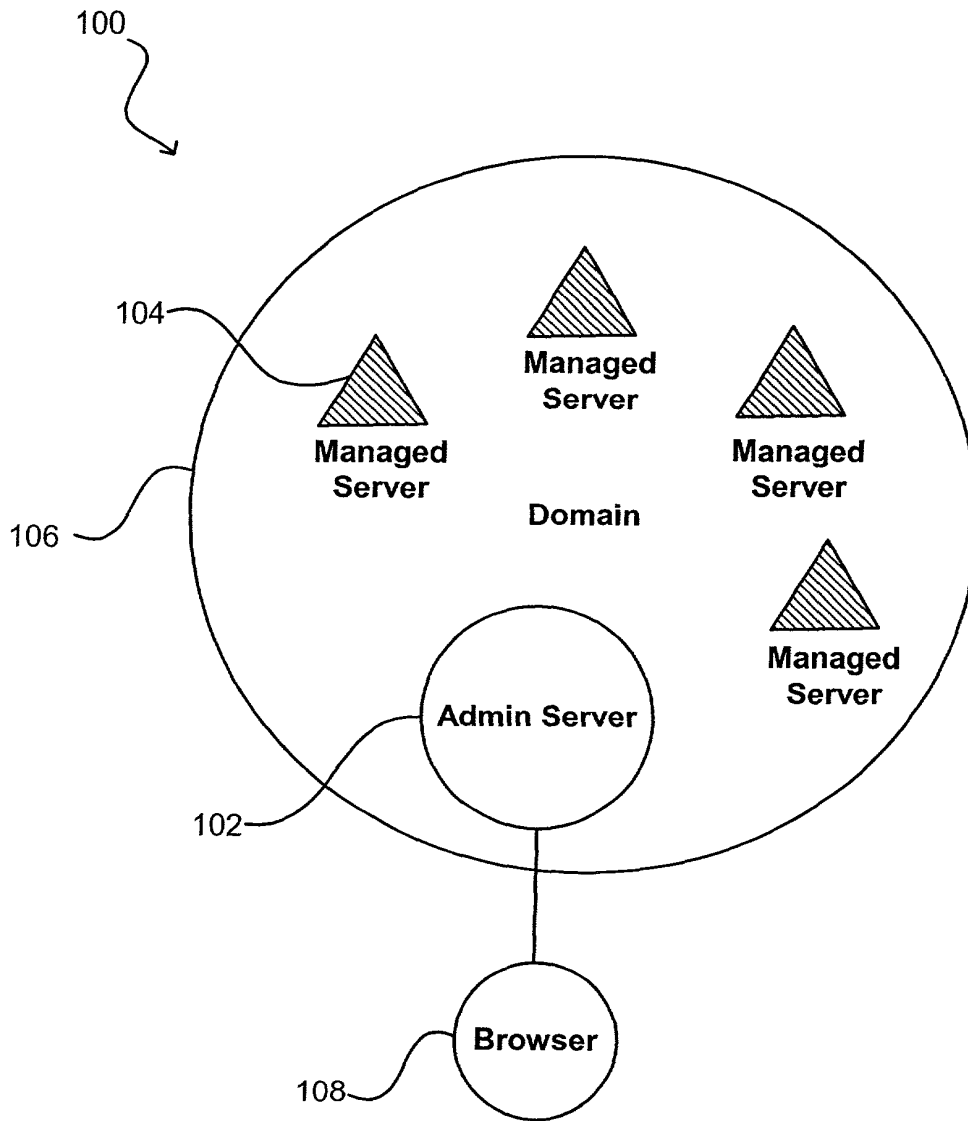 100
104
Managed
Server
Managed
Server
Managed
Server
106
Domain
Managed
Server
Admin Server
102
Browser
108